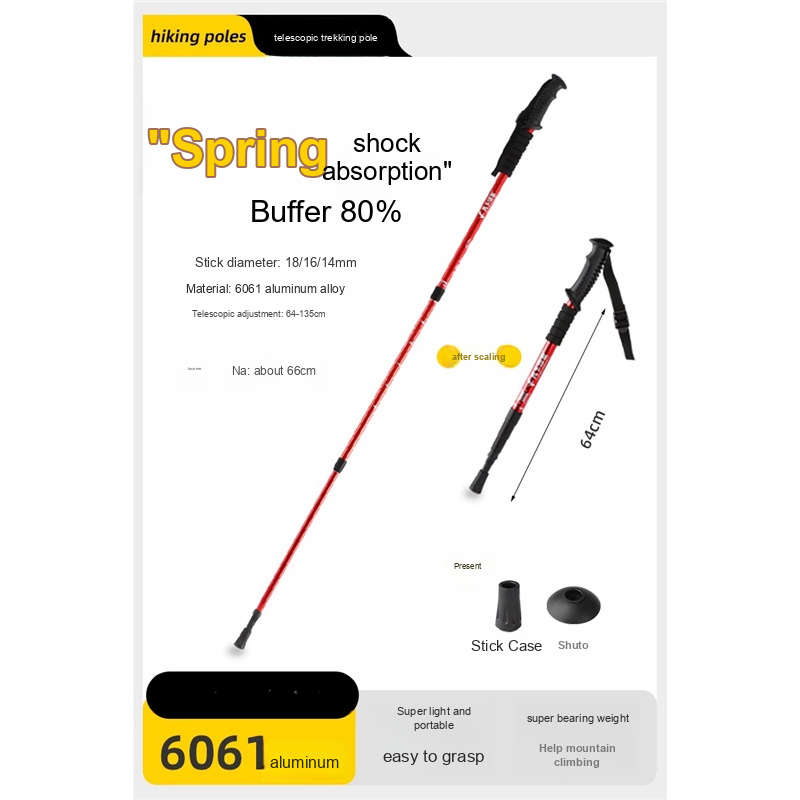 hiking poles
telescopic trekking pole
"Spring
shock
absorption"
Buffer 80%
Stick diameter: 18/16/14mm
Material: 6061 aluminum alloy
Telescopic adjustment: 64-135cm
Na: about 66cm
after scaling
64cm
Present
Stick Case
Shuto
6061 aluminum
Super light and
portable
easy to grasp
super bearing weight
Help mountain
climbing